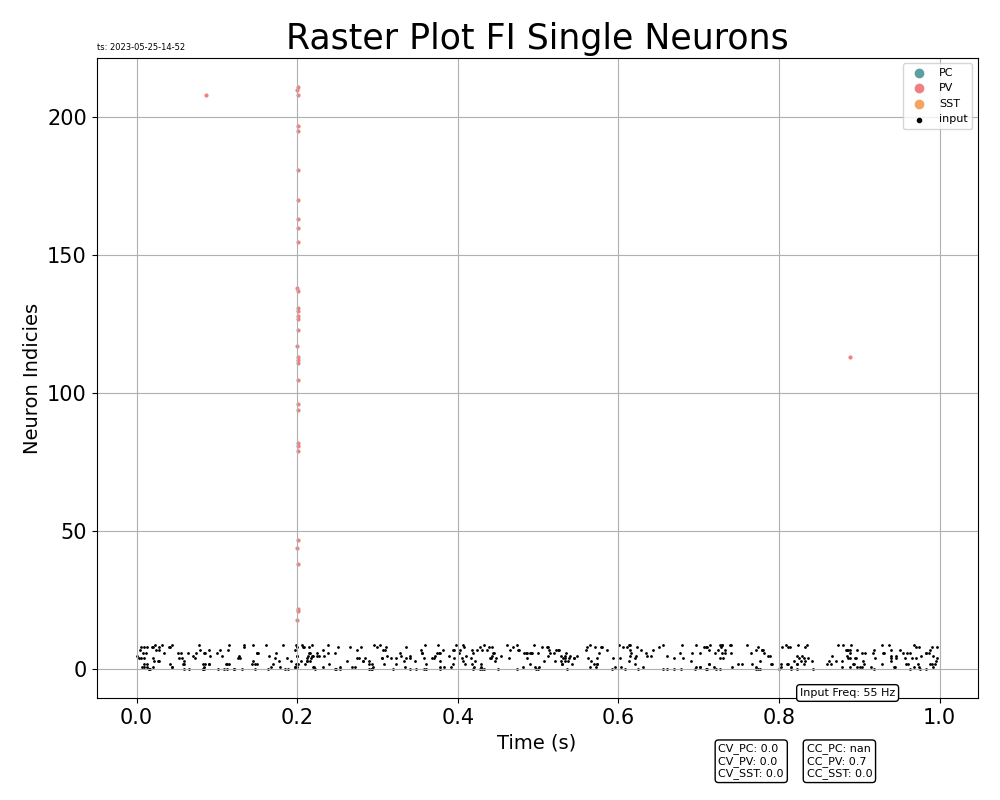 Raster Plot FI Single Neurons
ts: 2023-05-25-14-52
PC
PV
SST
input
200
150
100
50
0
Neuron Indicies
0.0 0.2 0.4 0.6 0.8 1.0
Time (s)
Input Freq: 55 Hz
CV_PC: 0.0
CV_PV: 0.0
CV_SST: 0.0
CC_PC: nan
CC_PV: 0.7
CC_SST: 0.0